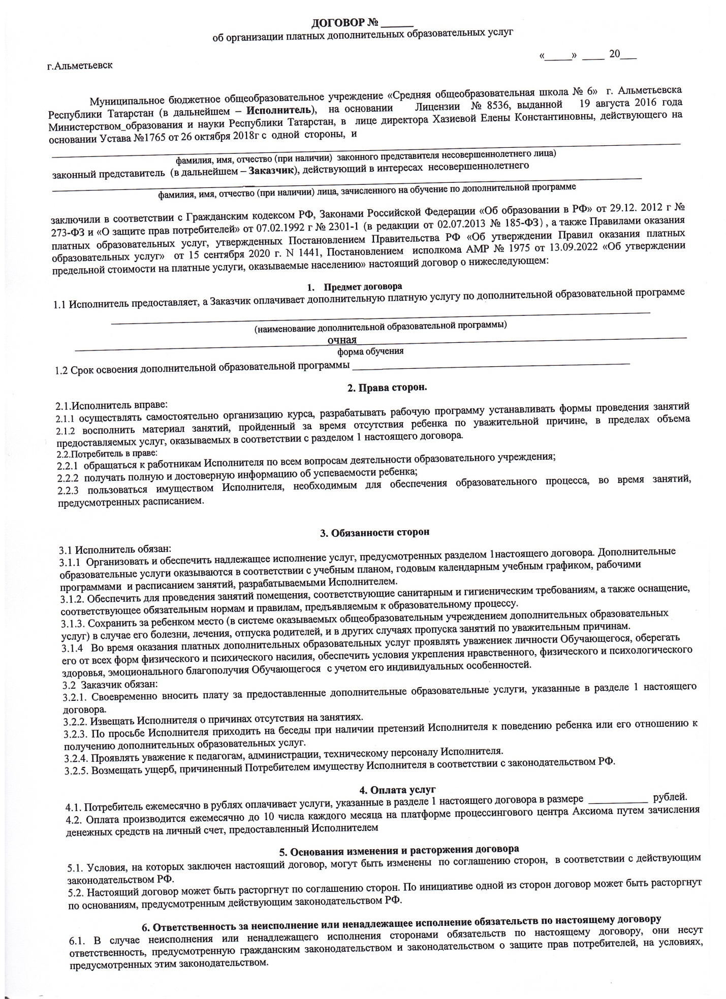 ДОГОВОР № ______
об организации платных дополнительных образовательных услуг
«_____» ____ 20___
г.Альметьевск
Муниципальное бюджетное общеобразовательное учреждение «Средняя общеобразовательная школа № 6» г. Альметьевска
Республики Татарстан (в дальнейшем – Исполнитель), на основании Лицензии № 8536, выданной 19 августа 2016 года
Министерством_образования и науки Республики Татарстан, в лице директора Хазиевой Елены Константиновны, действующего на
основании Устава №1765 от 26 октября 2018г с одной стороны, и
фамилия, имя, отчество (при наличии) законного представителя несовершеннолетнего лица)
законный представитель (в дальнейшем – Заказчик), действующий в интересах несовершеннолетнего
фамилия, имя, отчество (при наличии) лица, зачисленного на обучение по дополнительной программе
заключили в соответствии с Гражданским кодексом РФ, Законами Российской Федерации «Об образовании в РФ» от 29.12. 2012 г №
273-ФЗ и «О защите прав потребителей» от 07.02.1992 г № 2301-1 (в редакции от 02.07.2013 № 185-ФЗ), а также Правилами оказания
платных образовательных услуг, утвержденных Постановлением Правительства РФ «Об утверждении Правил оказания платных
образовательных услуг» от 15 сентября 2020 г. N 1441, Постановлением исполкома АМР № 1975 от 13.09.2022 «Об утверждении
предельной стоимости на платные услуги, оказываемые населению» настоящий договор о нижеследующем:
1. Предмет договора
1.1 Исполнитель предоставляет, а Заказчик оплачивает дополнительную платную услугу по дополнительной образовательной программе
(наименование дополнительной образовательной программы)
очная
форма обучения
1.2 Срок освоения дополнительной образовательной программы ______
2. Права сторон.
2.1.Исполнитель вправе:
2.1.1 осуществлять самостоятельно организацию курса, разрабатывать рабочую программу устанавливать формы проведения занятий
2.1.2 восполнить материал занятий, пройденный за время отсутствия ребенка по уважительной причине, в пределах объема
предоставляемых услуг, оказываемых в соответствии с разделом 1 настоящего договора.
2.2.Потребитель в праве:
2.2.1 обращаться к работникам Исполнителя по всем вопросам деятельности образовательного учреждения;
2.2.2 получать полную и достоверную информацию об успеваемости ребенка;
2.2.3 пользоваться имуществом Исполнителя, необходимым для обеспечения образовательного процесса, во время занятий,
предусмотренных расписанием.
3. Обязанности сторон
3.1 Исполнитель обязан:
3.1.1 Организовать и обеспечить надлежащее исполнение услуг, предусмотренных разделом 1настоящего договора. Дополнительные
образовательные услуги оказываются в соответствии с учебным планом, годовым календарным учебным графиком, рабочими
программами и расписанием занятий, разрабатываемыми Исполнителем.
3.1.2. Обеспечить для проведения занятий помещения, соответствующие санитарным и гигиеническим требованиям, а также оснащение,
соответствующее обязательным нормам и правилам, предъявляемым к образовательному процессу.
3.1.3. Сохранить за ребенком место (в системе оказываемых общеобразовательным учреждением дополнительных образовательных
услуг) в случае его болезни, лечения, отпуска родителей, и в других случаях пропуска занятий по уважительным причинам.
3.1.4 Во время оказания платных дополнительных образовательных услуг проявлять уважениек личности Обучающегося, оберегать
его от всех форм физического и психического насилия, обеспечить условия укрепления нравственного, физического и психологического
здоровья, эмоционального благополучия Обучающегося с учетом его индивидуальных особенностей.
3.2 Заказчик обязан:
3.2.1. Своевременно вносить плату за предоставленные дополнительные образовательные услуги, указанные в разделе 1 настоящего
договора.
3.2.2. Извещать Исполнителя о причинах отсутствия на занятиях.
3.2.3. По просьбе Исполнителя приходить на беседы при наличии претензий Исполнителя к поведению ребенка или его отношению к
получению дополнительных образовательных услуг.
3.2.4. Проявлять уважение к педагогам, администрации, техническому персоналу Исполнителя.
3.2.5. Возмещать ущерб, причиненный Потребителем имуществу Исполнителя в соответствии с законодательством РФ.
4. Оплата услуг
4.1. Потребитель ежемесячно в рублях оплачивает услуги, указанные в разделе 1 настоящего договора в размере ___________ рублей.
4.2. Оплата производится ежемесячно до 10 числа каждого месяца на платформе процессингового центра Аксиома путем зачисления
денежных средств на личный счет, предоставленный Исполнителем
5. Основания изменения и расторжения договора
5.1. Условия, на которых заключен настоящий договор, могут быть изменены по соглашению сторон, в соответствии с действующим
законодательством РФ.
5.2. Настоящий договор может быть расторгнут по соглашению сторон. По инициативе одной из сторон договор может быть расторгнут
по основаниям, предусмотренным действующим законодательством РФ.
6. Ответственность за неисполнение или ненадлежащее исполнение обязательств по настоящему договору
6.1. В случае неисполнения или ненадлежащего исполнения сторонами обязательств по настоящему договору, они несут
ответственность, предусмотренную гражданским законодательством и законодательством о защите прав потребителей, на условиях,
предусмотренных этим законодательством.